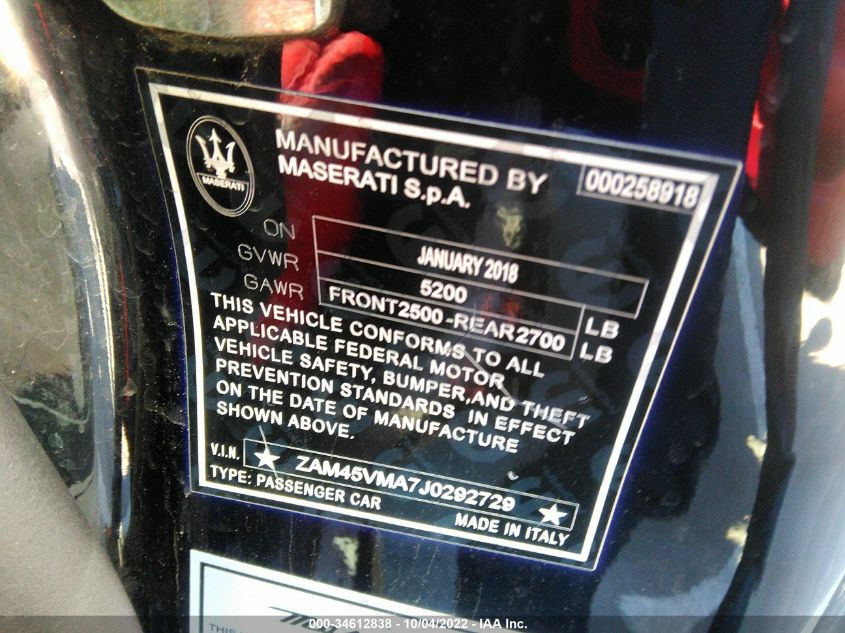 MANUFACTURED BY
MASERATI S.p.A.
000258918
MASERATI
ON JANUARY 2018
GVWR 5200 LB
GAWR FRONT2500-REAR2700 LB
THIS VEHICLE CONFORMS TO ALL
APPLICABLE FEDERAL MOTOR
VEHICLE SAFETY, BUMPER,AND THEFT
PREVENTION STANDARDS IN EFFECT
ON THE DATE OF MANUFACTURE
SHOWN ABOVE.
V.I.N. ★ ZAM45VMA7J0292729 ★
TYPE: PASSENGER CAR
MADE IN ITALY
THIS
000-34612838 - 10/04/2022 - IAA Inc.